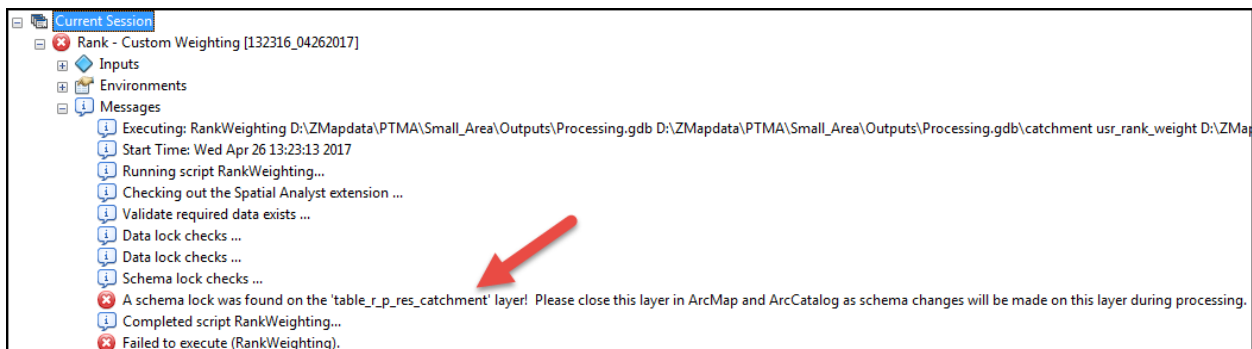 Current Session
Rank - Custom Weighting [132316_04262017]
Inputs
Environments
Messages
Executing: RankWeighting D:\ZMapdata\PTMA\Small_Area\Outputs\Processing.gdb D:\ZMapdata\PTMA\Small_Area\Outputs\Processing.gdb\catchment usr_rank_weight D:\ZMap
Start Time: Wed Apr 26 13:23:13 2017
Running script RankWeighting...
Checking out the Spatial Analyst extension ...
Validate required data exists ...
Data lock checks ...
Data lock checks ...
Schema lock checks ...
A schema lock was found on the 'table_r_p_res_catchment' layer!  Please close this layer in ArcMap and ArcCatalog as schema changes will be made on this layer during processing.
Completed script RankWeighting...
Failed to execute (RankWeighting).